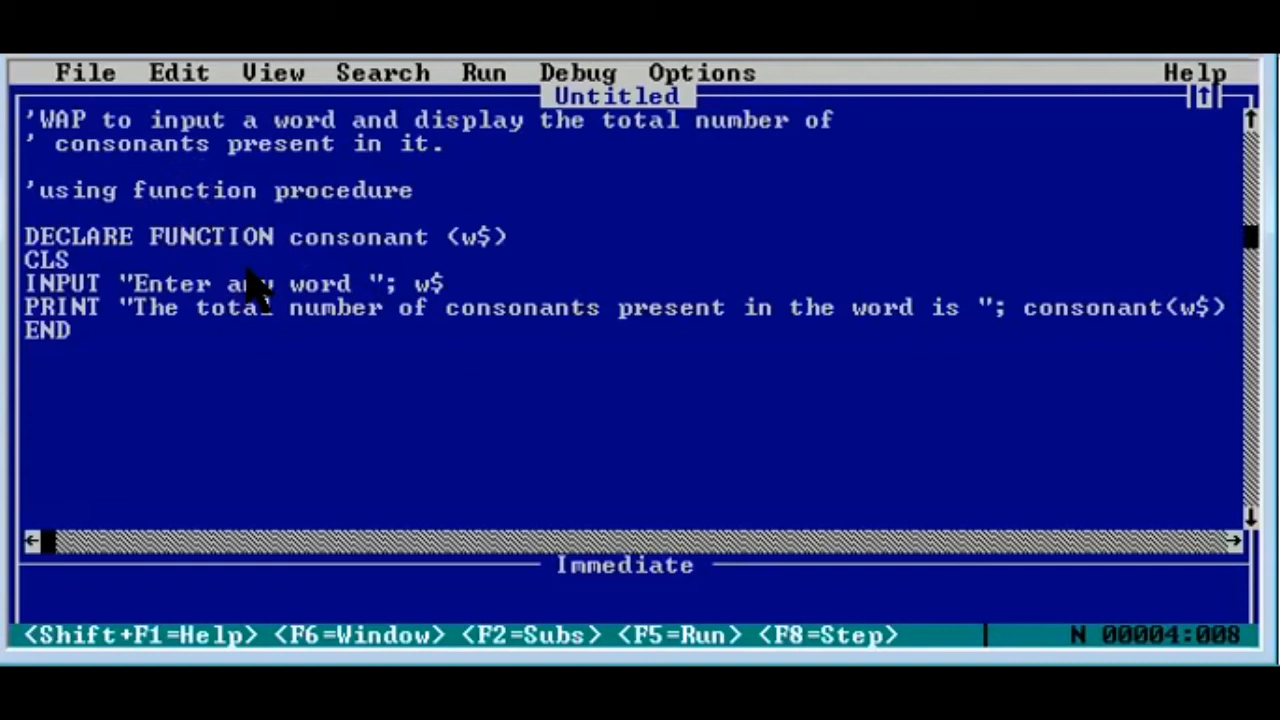 File Edit View Search Run Debug Options Help
Untitled
'WAP to input a word and display the total number of
' consonants present in it.
'using function procedure
DECLARE FUNCTION consonant (w$)
CLS
INPUT "Enter any word "; w$
PRINT "The total number of consonants present in the word is "; consonant(w$)
END
Immediate
<Shift+F1=Help> <F6=Window> <F2=Subs> <F5=Run> <F8=Step> N 00004:008